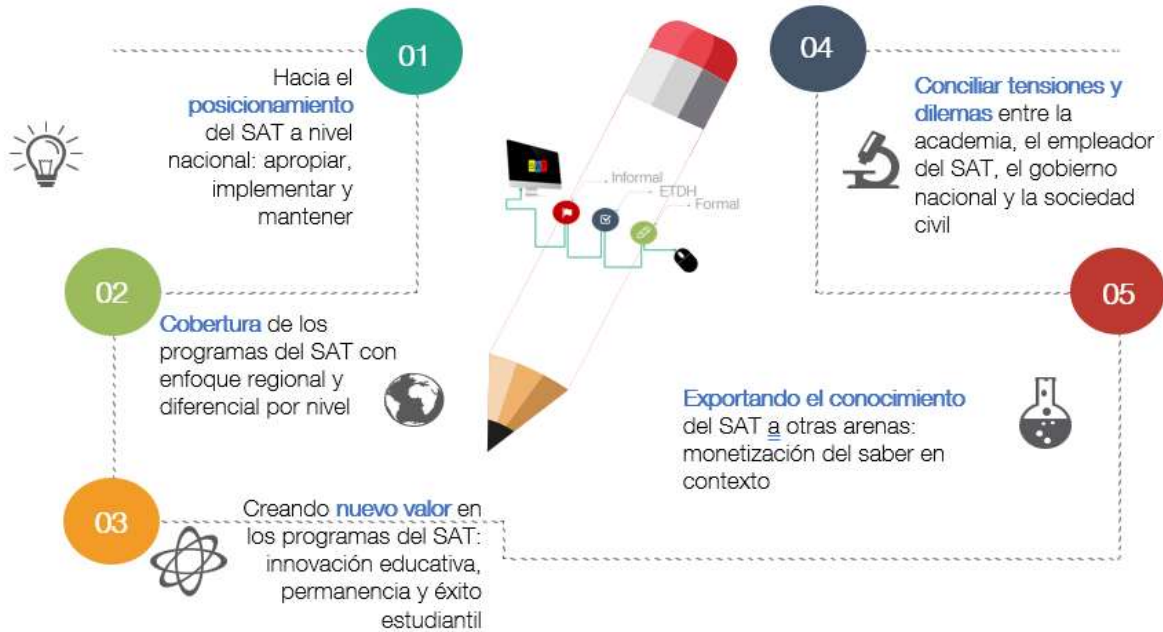 01
Hacia el
posicionamiento
del SAT a nivel
nacional: apropiar,
implementar y
mantener
02
Cobertura de los
programas del SAT con
enfoque regional y
diferencial por nivel
03
Creando nuevo valor en
los programas del SAT:
innovación educativa,
permanencia y éxito
estudiantil
SAT
Informal
ETDH
Formal
04
Conciliar tensiones y
dilemas entre la
academia, el empleador
del SAT, el gobierno
nacional y la sociedad
civil
05
Exportando el conocimiento
del SAT a otras arenas:
monetización del saber en
contexto